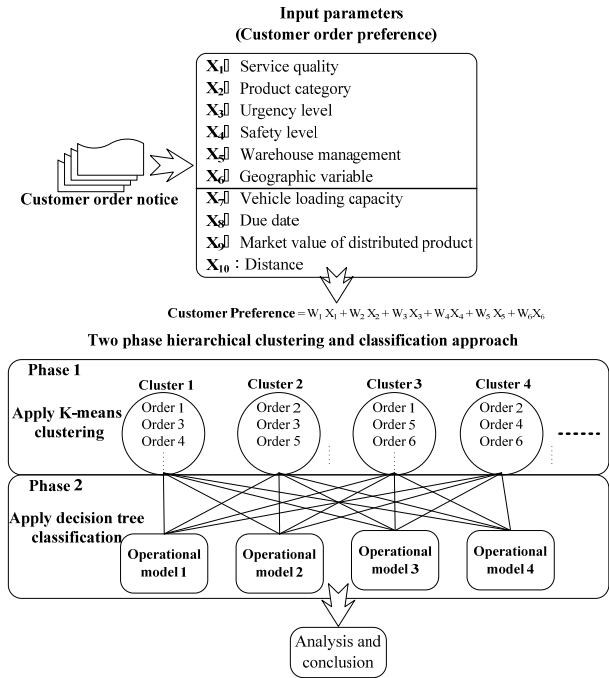 Input parameters
(Customer order preference)
X₁ Service quality
X₂ Product category
X₃ Urgency level
X₄ Safety level
X₅ Warehouse management
X₆ Geographic variable
X₇ Vehicle loading capacity
X₈ Due date
X₉ Market value of distributed product
X₁₀ : Distance
Customer order notice
Customer Preference = W₁ X₁ + W₂ X₂ + W₃ X₃ + W₄X₄ + W₅ X₅ + W₆X₆
Two phase hierarchical clustering and classification approach
Phase 1
Apply K-means
clustering
Cluster 1
Order 1
Order 3
Order 4
Cluster 2
Order 2
Order 3
Order 5
Cluster 3
Order 1
Order 5
Order 6
Cluster 4
Order 2
Order 4
Order 6
Phase 2
Apply decision tree
classification
Operational
model 1
Operational
model 2
Operational
model 3
Operational
model 4
Analysis and
conclusion